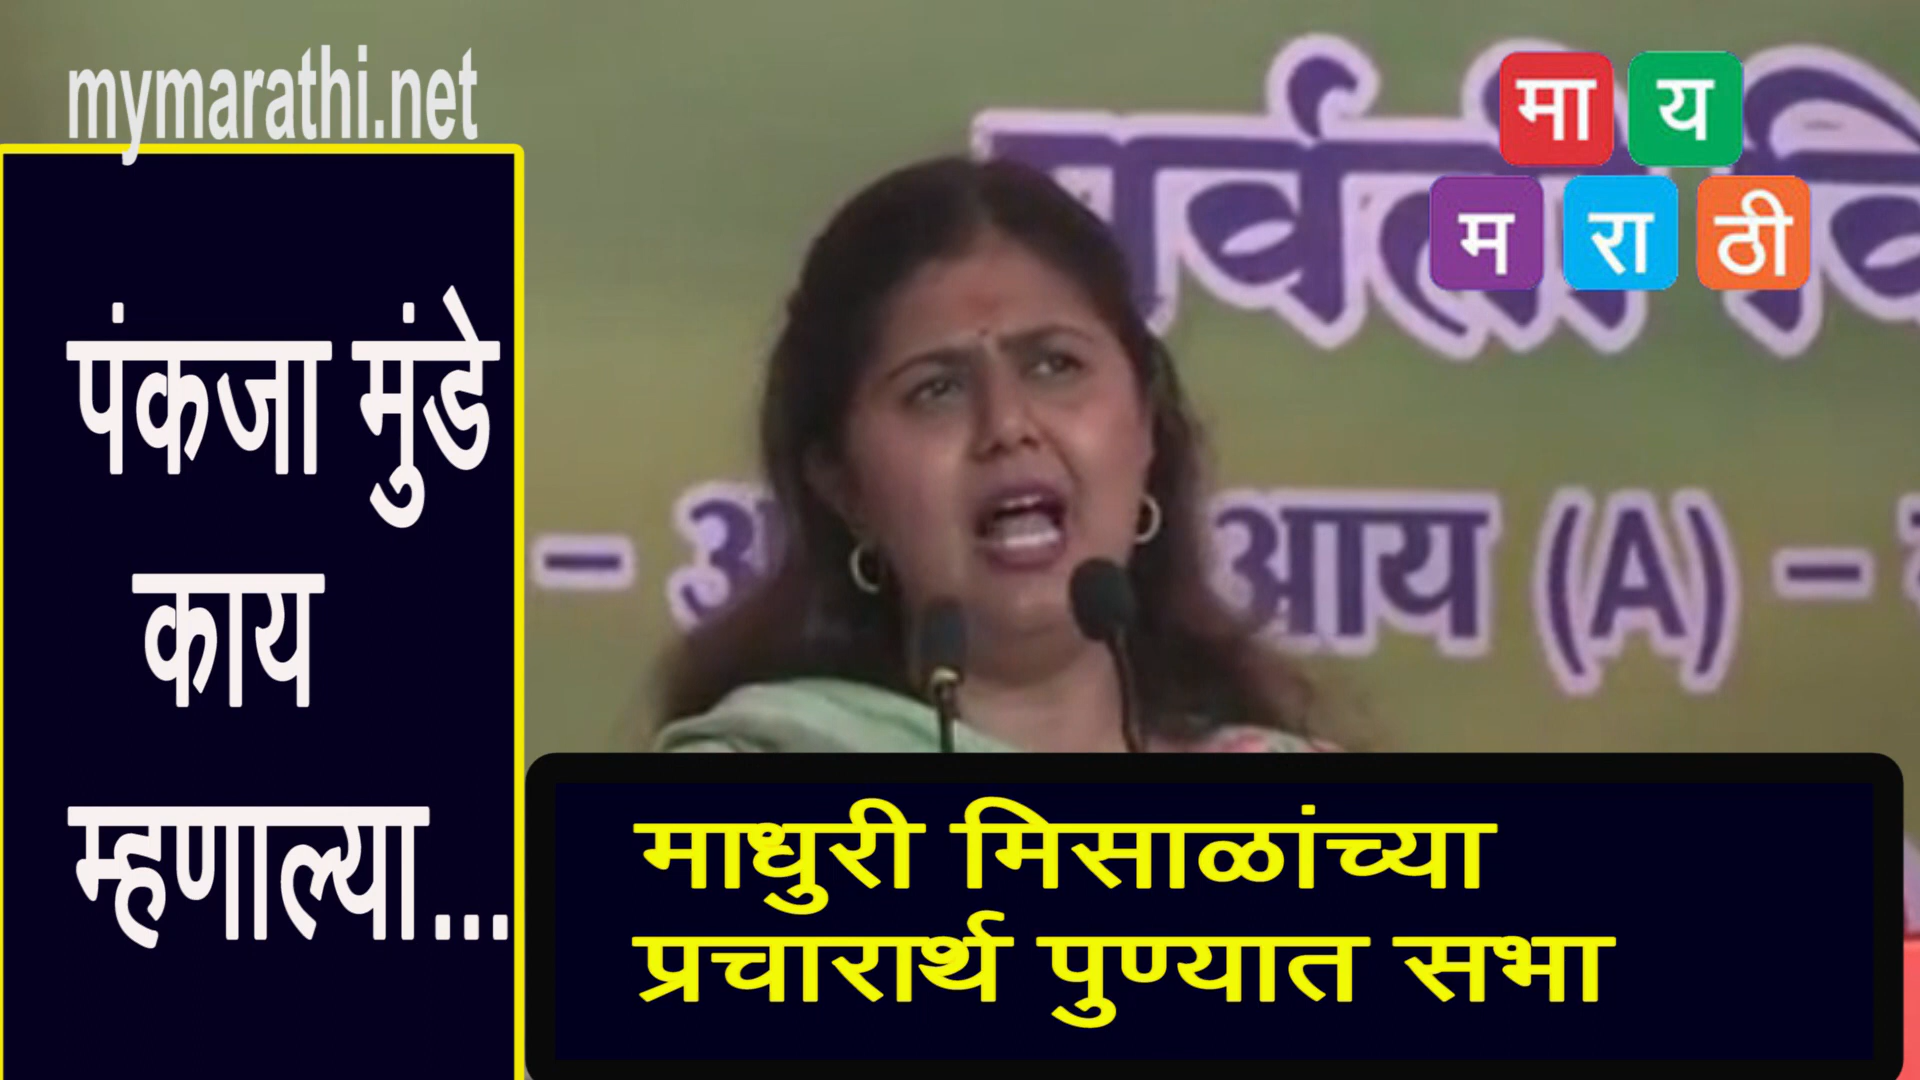 mymarathi.net
मा य
म रा ठी
पंकजा मुंडे
काय
म्हणाल्या...
आय (A) –
माधुरी मिसाळांच्या
प्रचारार्थ पुण्यात सभा